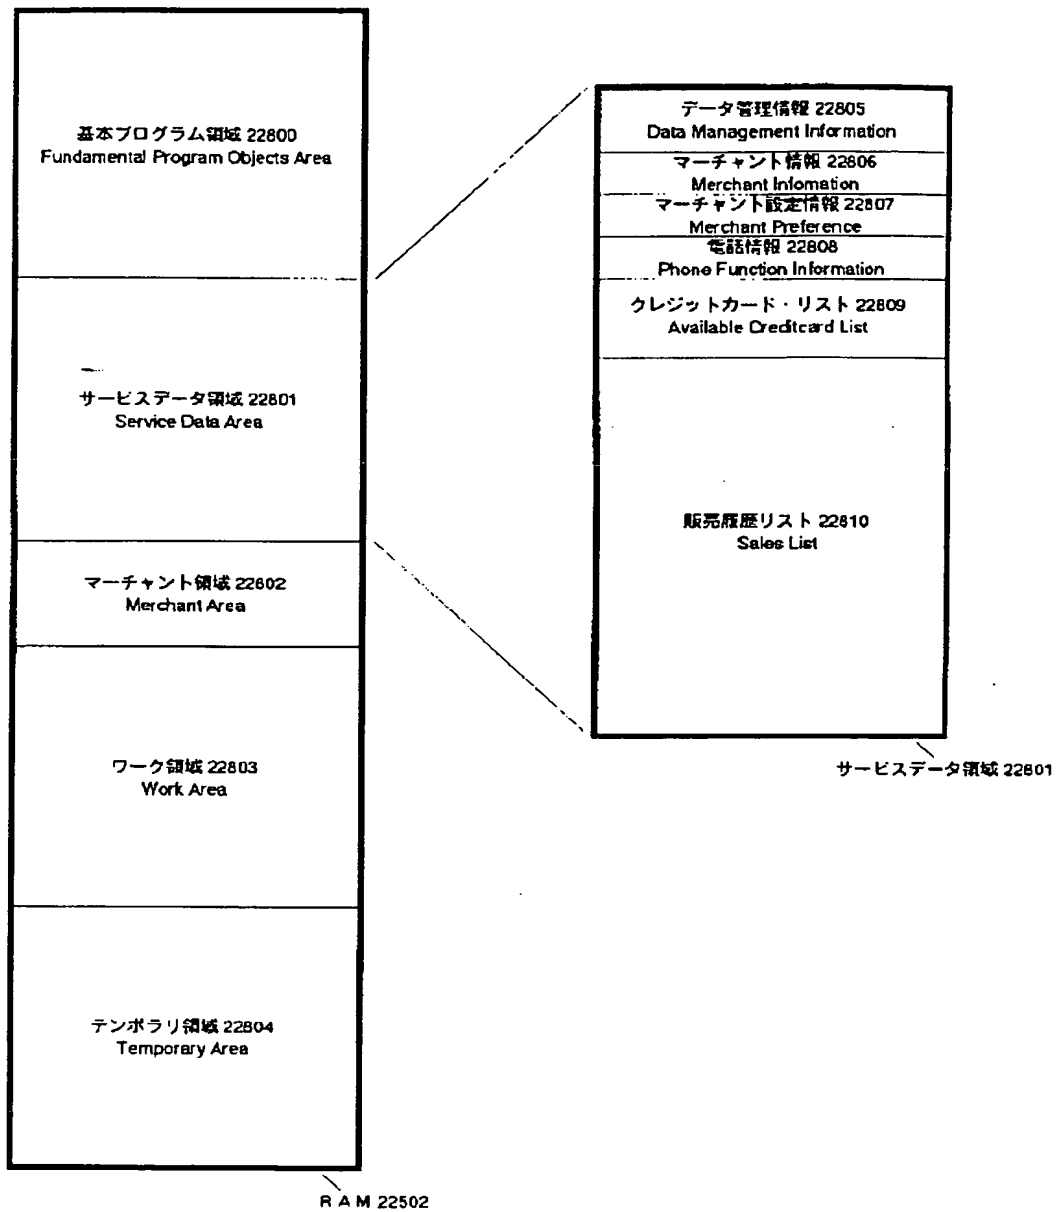 基本プログラム領域 22800
Fundamental Program Objects Area
サービスデータ領域 22801
Service Data Area
マーチャント領域 22802
Merchant Area
ワーク領域 22803
Work Area
テンポラリ領域 22804
Temporary Area
RAM 22502
データ管理情報 22805
Data Management Information
マーチャント情報 22806
Merchant Infomation
マーチャント設定情報 22807
Merchant Preference
電話情報 22808
Phone Function Information
クレジットカード・リスト 22809
Available Creditcard List
販売履歴リスト 22810
Sales List
サービスデータ領域 22801